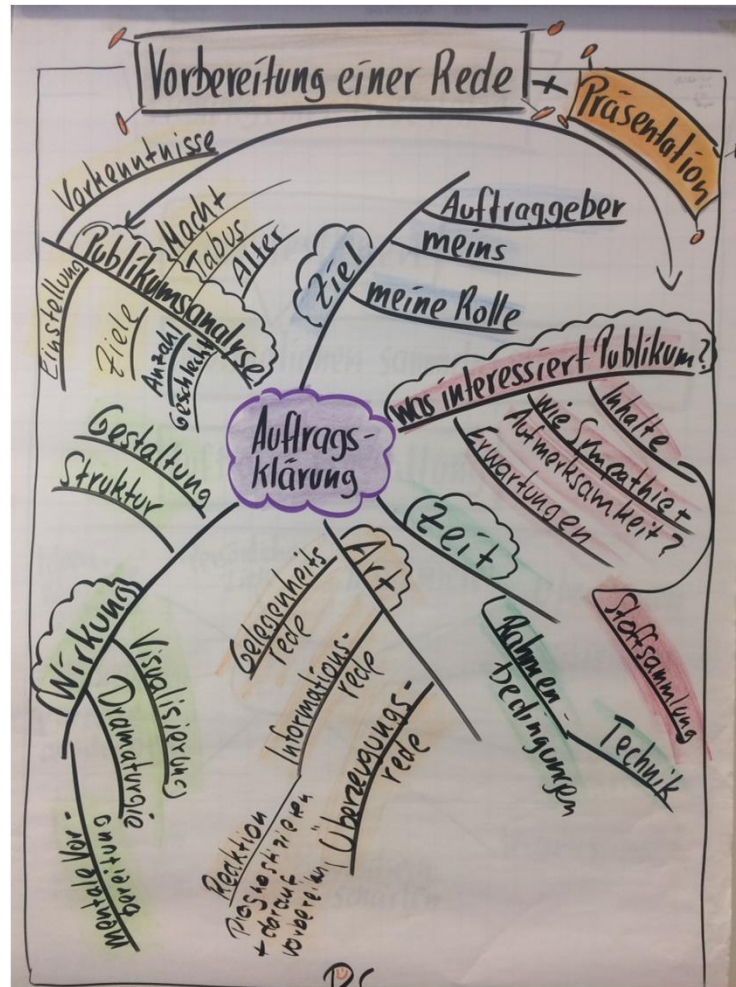 Vorbereitung einer Rede +
Präsentation
Vorkenntnisse
Publikumsanalyse
Macht
Tabus
Alter
Einstellung
Ziele
Anzahl
Geschlecht
Ziel
Auftraggeber
meins
meine Rolle
Was interessiert Publikum?
Inhalte
wie Sympathie +
Aufmerksamkeit?
Erwartungen
Stoffsammlung
Auftrags-
klärung
Zeit
Rahmen-
bedingungen
Technik
Art
Gelegenheits
rede
Informations-
rede
Überzeugungs-
rede
Reaktion
prognostizieren
+ darauf
vorbereiten
Gestaltung
Struktur
Wirkung
Visualisierung
Dramaturgie
Mentale Vor-
bereitung